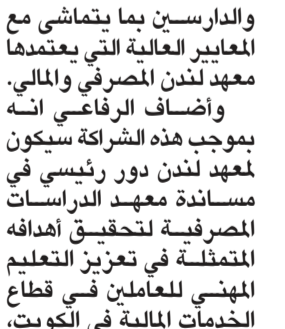 والدارسين بما يتماشى مع
المعايير العالية التي يعتمدها
معهد لندن المصرفي والمالي.
وأضاف الرفاعي انه
بموجب هذه الشراكة سيكون
لمعهد لندن دور رئيسي في
مساندة معهد الدراسات
المصرفية لتحقيق أهدافه
المتمثلة في تعزيز التعليم
المهني للعاملين في قطاع
الخدمات المالية في الكويت،